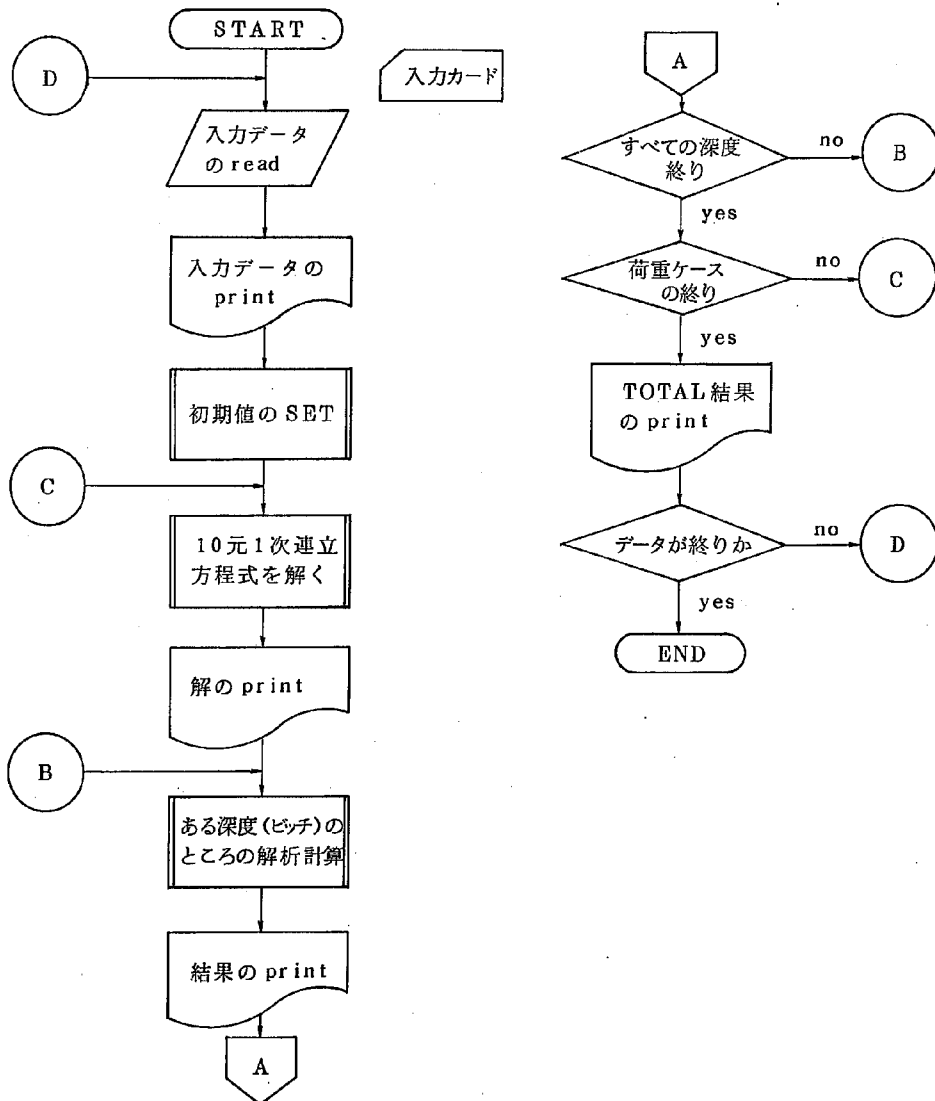 START
D
入力カード
入力データ
のread
入力データの
print
初期値のSET
C
10元1次連立
方程式を解く
解のprint
B
ある深度(ピッチ)の
ところの解析計算
結果のprint
A
A
すべての深度
終り
no
B
yes
荷重ケース
の終り
no
C
yes
TOTAL結果
のprint
データが終りか
no
D
yes
END